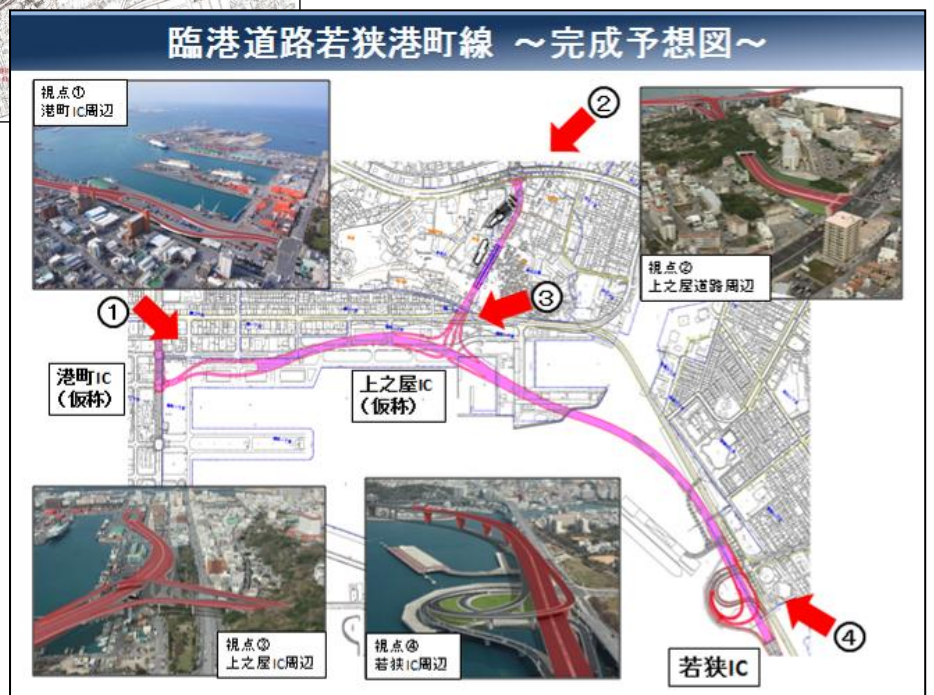 臨港道路若狭港町線 ～完成予想図～
視点①
港町IC周辺
②
視点②
上之屋道路周辺
①
③
港町IC
(仮称)
上之屋IC
(仮称)
視点③
上之屋IC周辺
視点④
若狭IC周辺
④
若狭IC